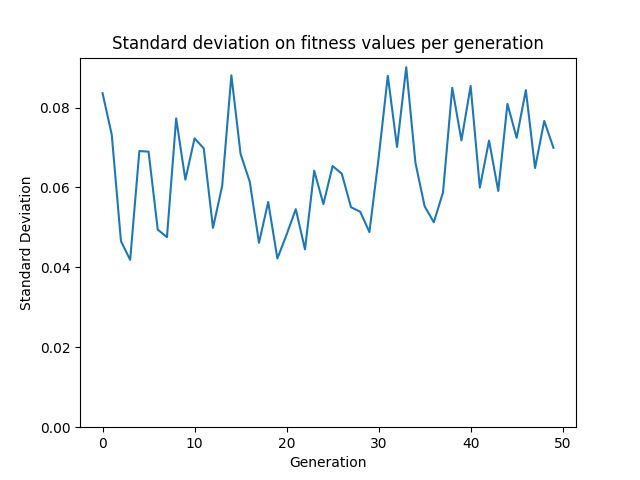 Standard deviation on fitness values per generation
0.08
0.06
0.04
0.02
0.00
Standard Deviation
0 10 20 30 40 50
Generation